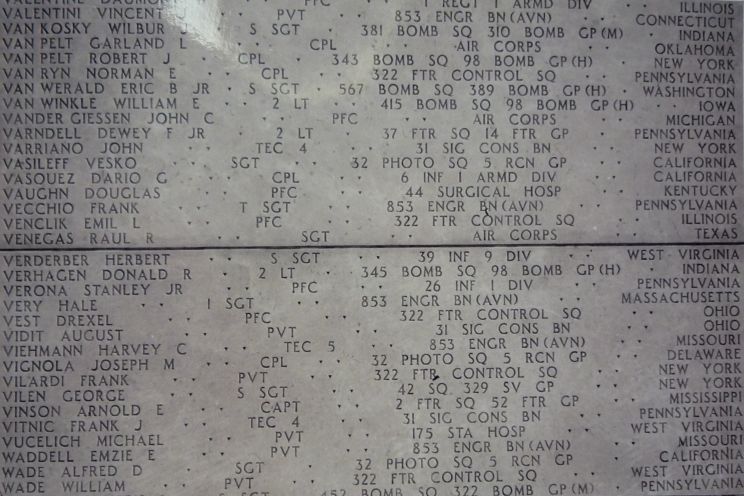 VALENTINE 1 REGT 1 ARMD DIV · · ILLINOIS
VALENTINI VINCENT J · PVT · · 853 ENGR BN (AVN) · · CONNECTICUT
VAN KOSKY WILBUR · S SGT · 381 BOMB SQ 310 BOMB GP (M) · INDIANA
VAN PELT GARLAND L · CPL · · AIR CORPS · · OKLAHOMA
VAN PELT ROBERT J · CPL · 343 BOMB SQ 98 BOMB GP (H) · NEW YORK
VAN RYN NORMAN E · CPL · · 322 FTR CONTROL SQ · · PENNSYLVANIA
VAN WERALD ERIC B JR · S SGT · 567 BOMB SQ 389 BOMB GP (H) · WASHINGTON
VAN WINKLE WILLIAM E · · 2 LT · · 415 BOMB SQ 98 BOMB GP (H) · · IOWA
VANDER GIESSEN JOHN C · PFC · · AIR CORPS · · MICHIGAN
VARNDELL DEWEY F JR · 2 LT · · 37 FTR SQ 14 FTR GP · PENNSYLVANIA
VARRIANO JOHN · · TEC 4 · · 31 SIG CONS BN · · NEW YORK
VASILEFF VESKO · · SGT · · 32 PHOTO SQ 5 RCN GP · · CALIFORNIA
VASQUEZ DARIO G · · CPL · · 6 INF 1 ARMD DIV · · CALIFORNIA
VAUGHN DOUGLAS · · PFC · · 44 SURGICAL HOSP · · KENTUCKY
VECCHIO FRANK · · T SGT · · 853 ENGR BN (AVN) · · PENNSYLVANIA
VENCLIK EMIL L · · PFC · · 322 FTR CONTROL SQ · · ILLINOIS
VENEGAS RAUL R · · SGT · · AIR CORPS · · TEXAS
VERDERBER HERBERT · · S SGT · · 39 INF 9 DIV · · WEST VIRGINIA
VERHAGEN DONALD R · 2 LT · · 345 BOMB SQ 98 BOMB GP (H) · INDIANA
VERONA STANLEY JR · · PFC · · 26 INF 1 DIV · · PENNSYLVANIA
VERY HALE · · 1 SGT · · 853 ENGR BN (AVN) · · MASSACHUSETTS
VEST DREXEL · · PFC · · 322 FTR CONTROL SQ · · OHIO
VIDIT AUGUST · · PVT · · 31 SIG CONS BN · · OHIO
VIEHMANN HARVEY C · · TEC 5 · · 853 ENGR BN (AVN) · · MISSOURI
VIGNOLA JOSEPH M · · CPL · · 32 PHOTO SQ 5 RCN GP · · DELAWARE
VILARDI FRANK · · PVT · · 322 FTR CONTROL SQ · · NEW YORK
VILEN GEORGE · · S SGT · · 42 SQ 329 SV GP · · NEW YORK
VINSON ARNOLD E · · CAPT · · 2 FTR SQ 52 FTR GP · · MISSISSIPPI
VITNIC FRANK J · · TEC 4 · · 31 SIG CONS BN · · PENNSYLVANIA
VUCELICH MICHAEL · · PVT · · 175 STA HOSP · · WEST VIRGINIA
WADDELL EMZIE E · · PVT · · 853 ENGR BN (AVN) · · MISSOURI
WADE ALFRED D · · SGT · · 32 PHOTO SQ 5 RCN GP · · CALIFORNIA
WADE WILLIAM · · PVT · · 322 FTR CONTROL SQ · · WEST VIRGINIA
SGT · 452 BOMB SQ 322 BOMB GP (M) · PENNSYLVANIA